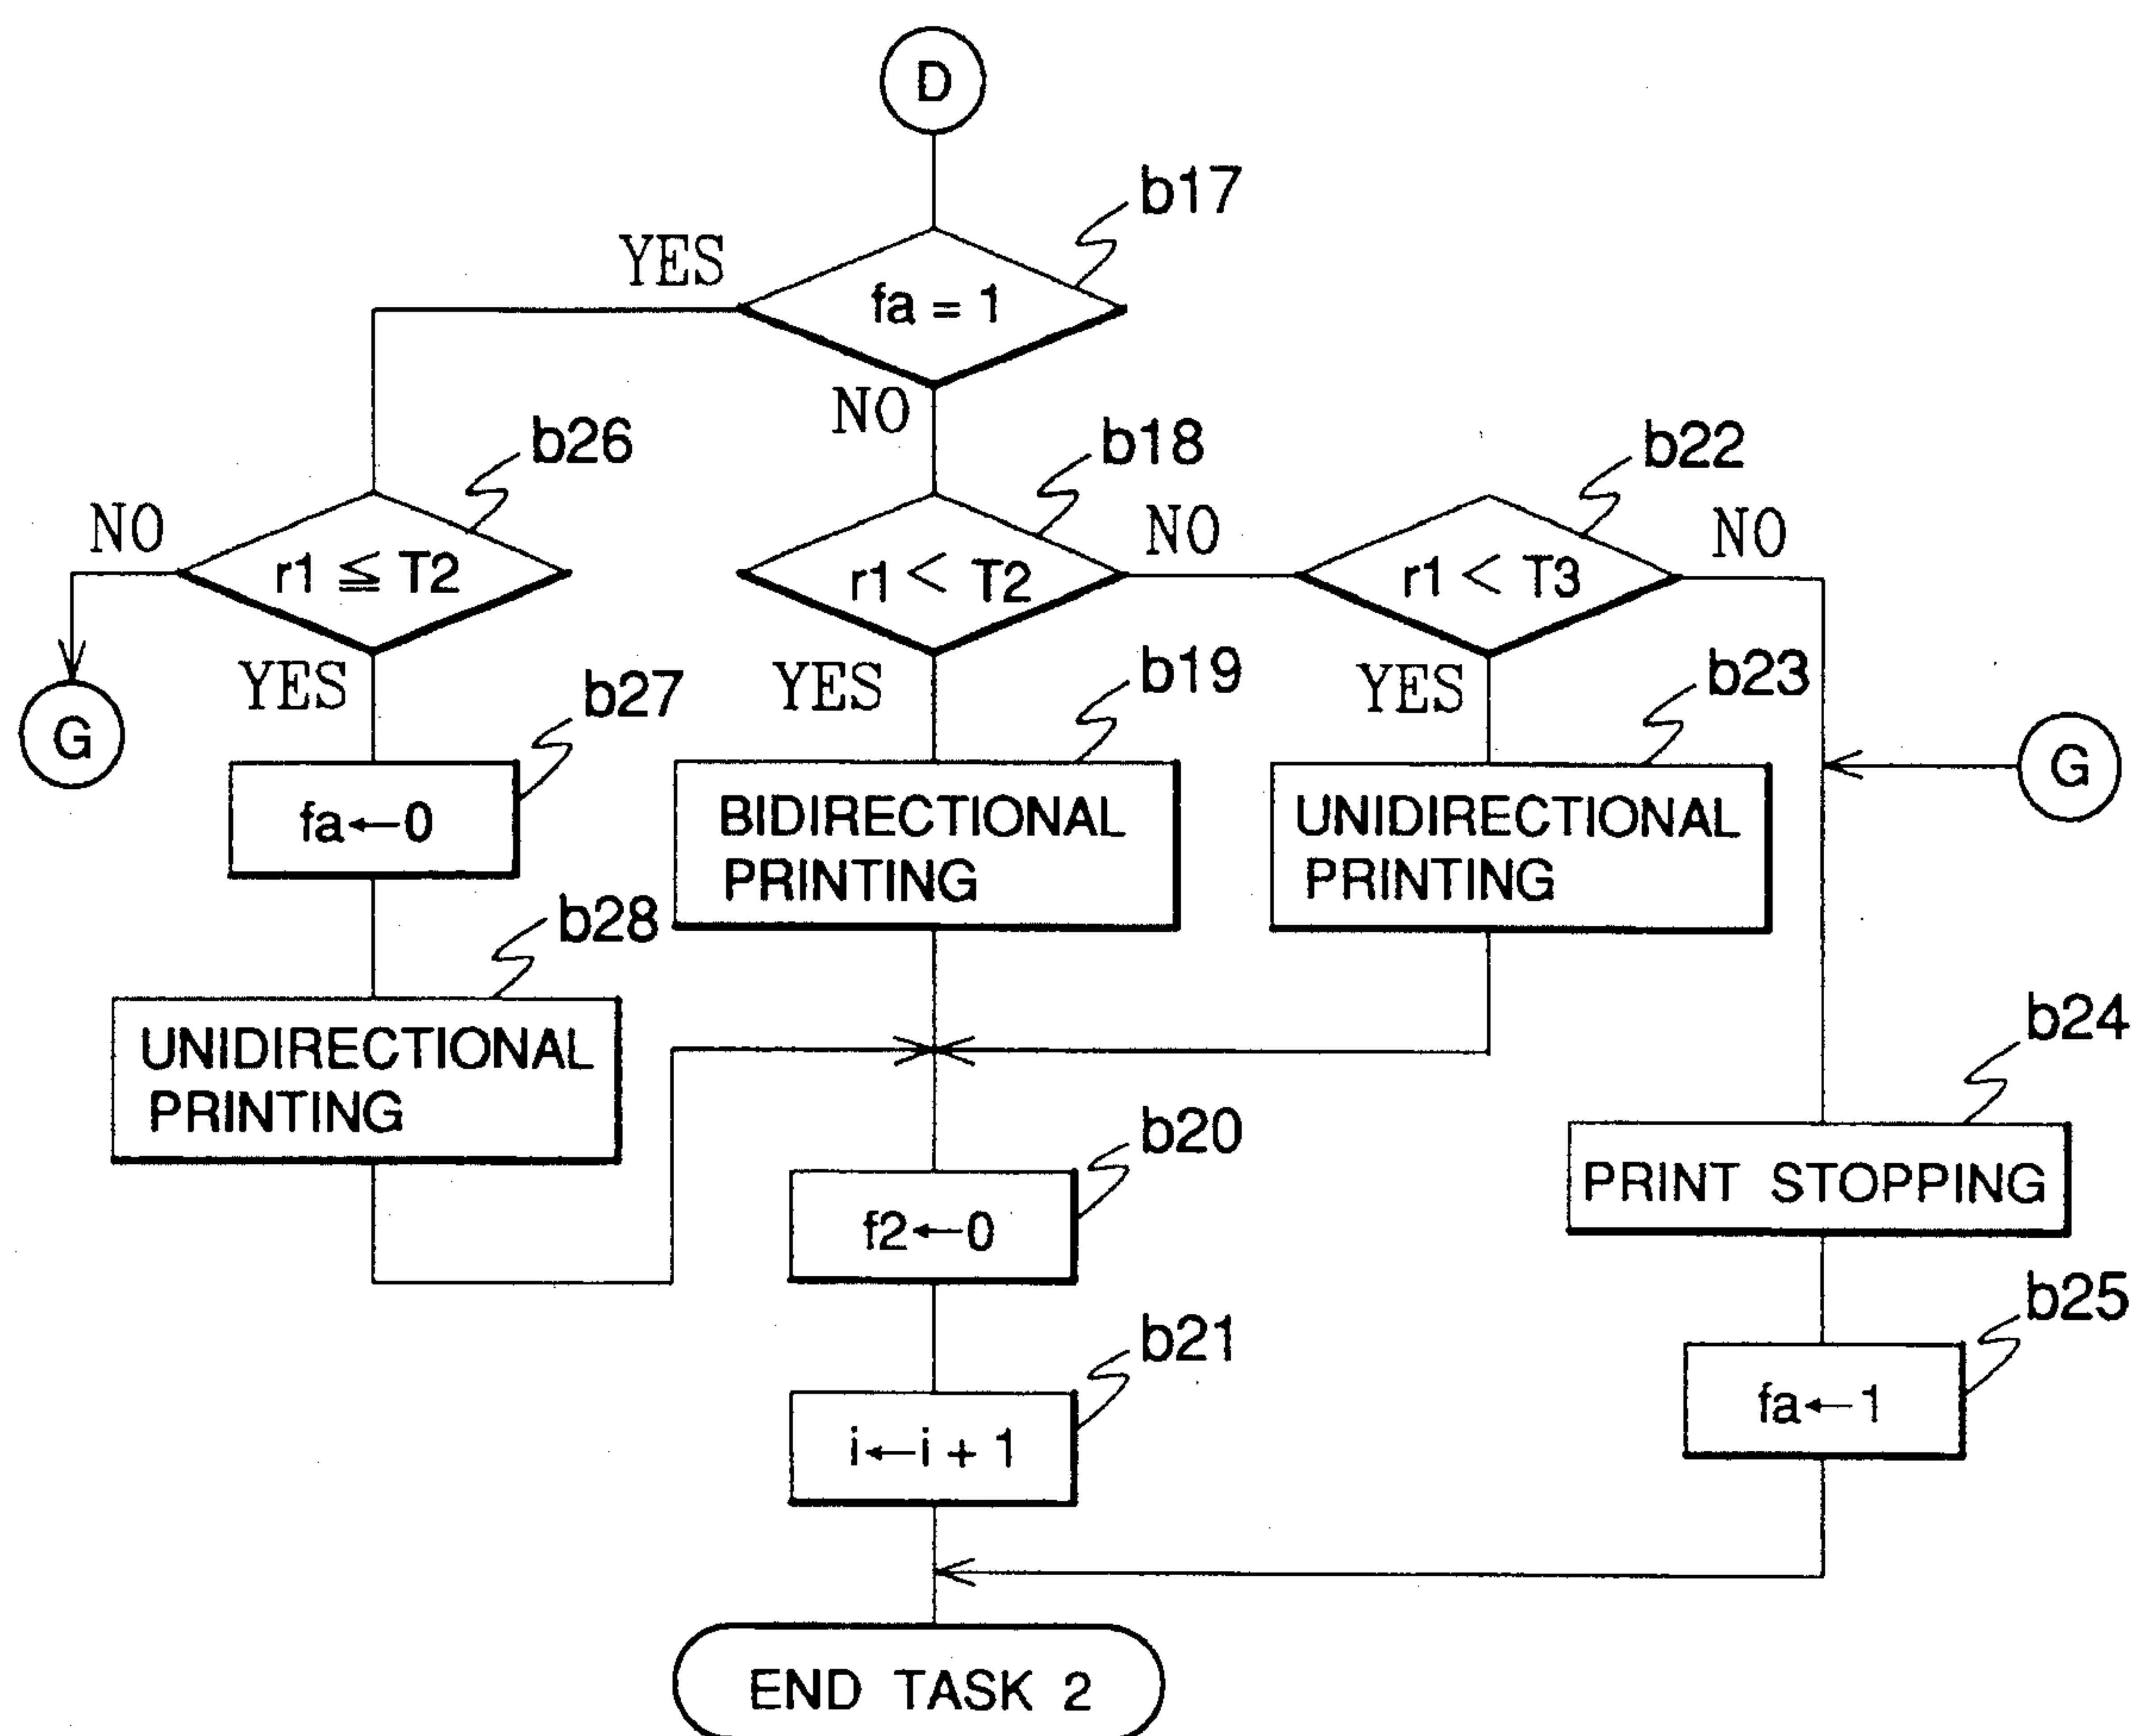 D
b17
YES
fa = 1
NO
b26
b18
b22
NO
r1 ≦ T2
r1 < T2
NO
r1 < T3
NO
G
YES
b27
YES
b19
YES
b23
G
fa←0
BIDIRECTIONAL
PRINTING
UNIDIRECTIONAL
PRINTING
b28
UNIDIRECTIONAL
PRINTING
b24
PRINT STOPPING
b20
f2←0
b25
fa←1
b21
i←i + 1
END TASK 2